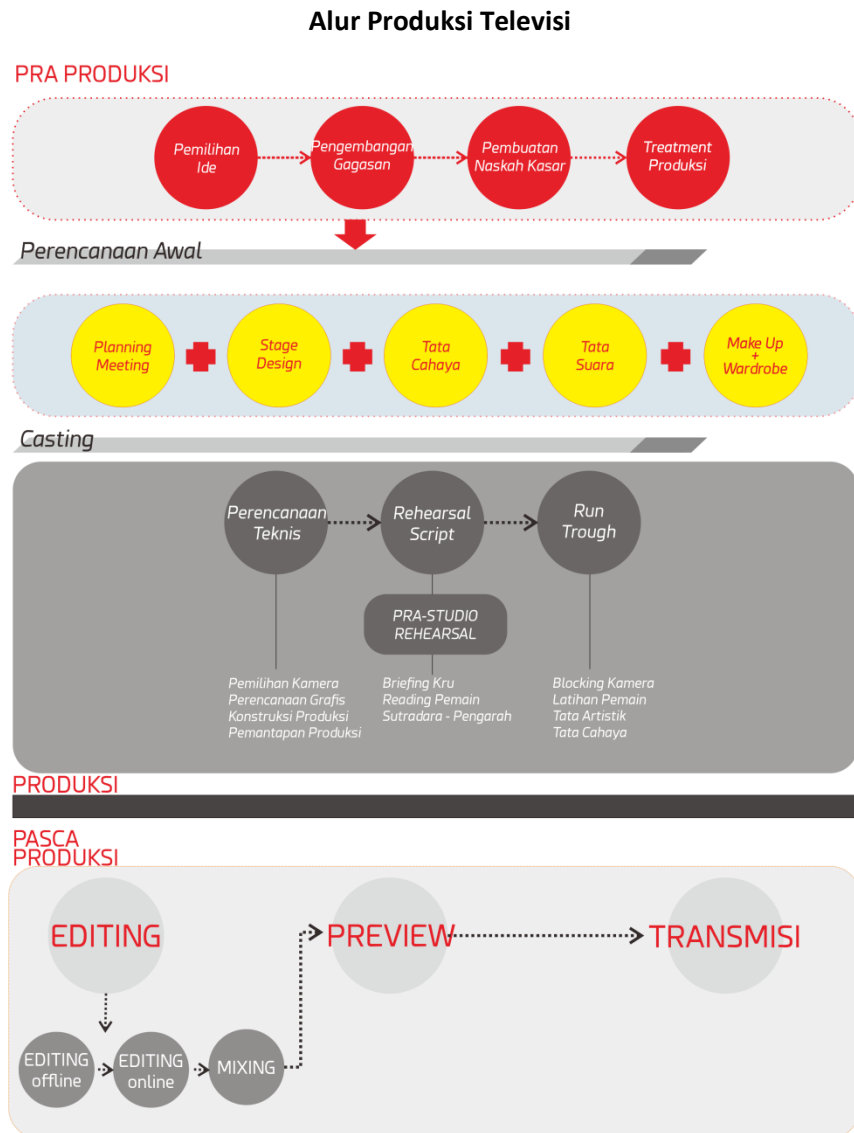 Alur Produksi Televisi
PRA PRODUKSI
Pemilihan
Ide
Pengembangan
Gagasan
Pembuatan
Naskah Kasar
Treatment
Produksi
Perencanaan Awal
Planning
Meeting
Stage
Design
Tata
Cahaya
Tata
Suara
Make Up
+
Wardrobe
Casting
Perencanaan
Teknis
Rehearsal
Script
Run
Trough
PRA-STUDIO
REHEARSAL
Pemilihan Kamera
Perencanaan Grafis
Konstruksi Produksi
Pemantapan Produksi
Briefing Kru
Reading Pemain
Sutradara - Pengarah
Blocking Kamera
Latihan Pemain
Tata Artistik
Tata Cahaya
PRODUKSI
PASCA
PRODUKSI
EDITING
PREVIEW
TRANSMISI
EDITING
offline
EDITING
online
MIXING